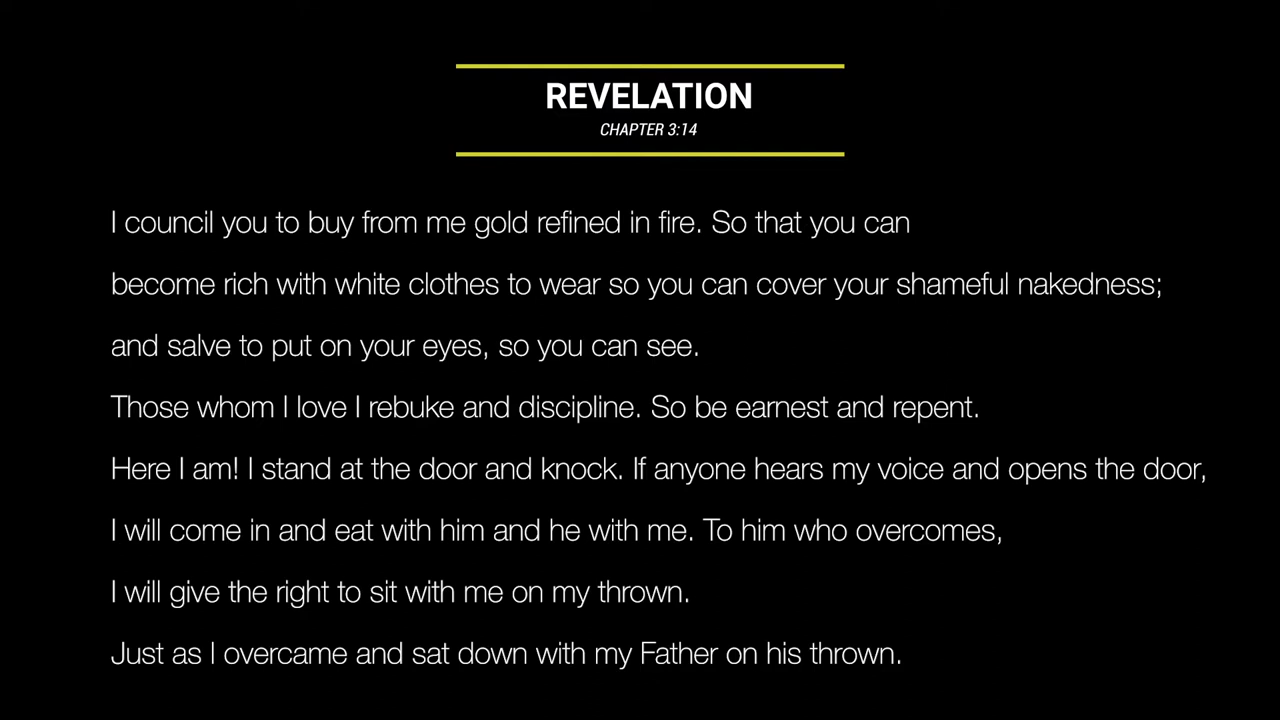 REVELATION
CHAPTER 3:14
I council you to buy from me gold refined in fire. So that you can
become rich with white clothes to wear so you can cover your shameful nakedness;
and salve to put on your eyes, so you can see.
Those whom I love I rebuke and discipline. So be earnest and repent.
Here I am! I stand at the door and knock. If anyone hears my voice and opens the door,
I will come in and eat with him and he with me. To him who overcomes,
I will give the right to sit with me on my thrown.
Just as I overcame and sat down with my Father on his thrown.